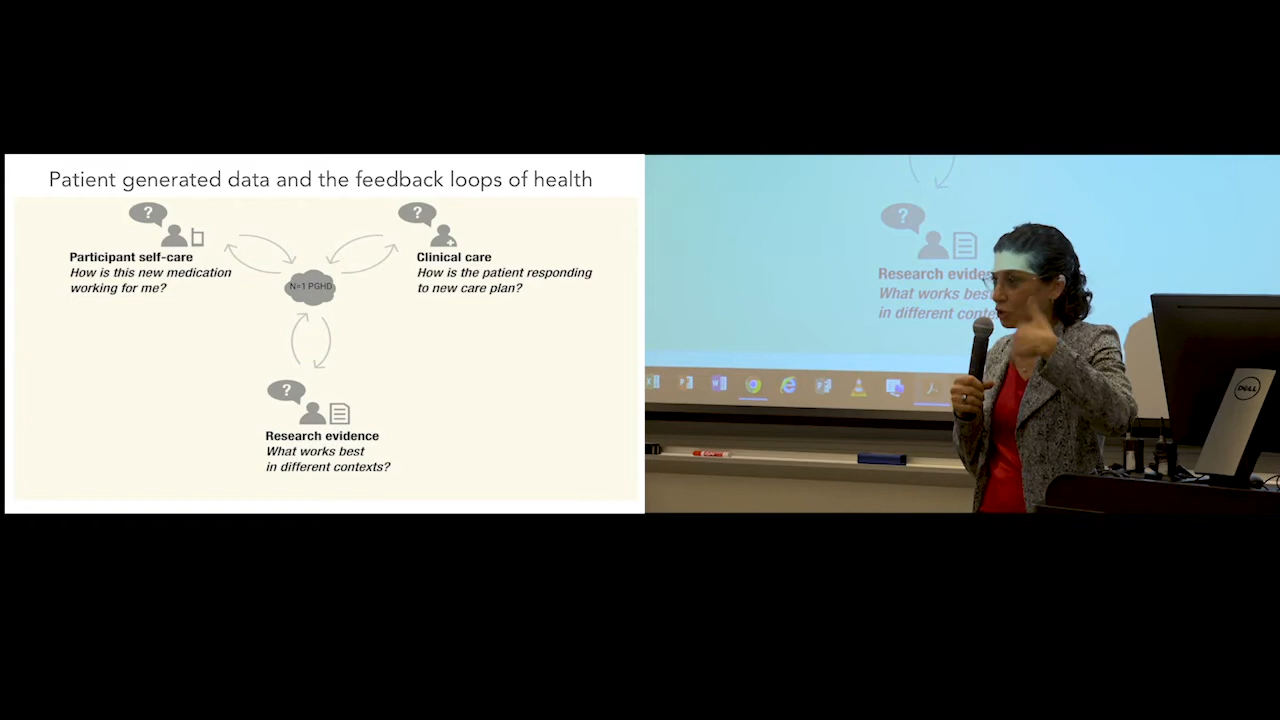 Patient generated data and the feedback loops of health
?
?
Participant self-care
How is this new medication
working for me?
Clinical care
How is the patient responding
to new care plan?
N=1 PGHD
?
Research evidence
What works best
in different contexts?
?
Research evide
What works best
in different conte
DELL